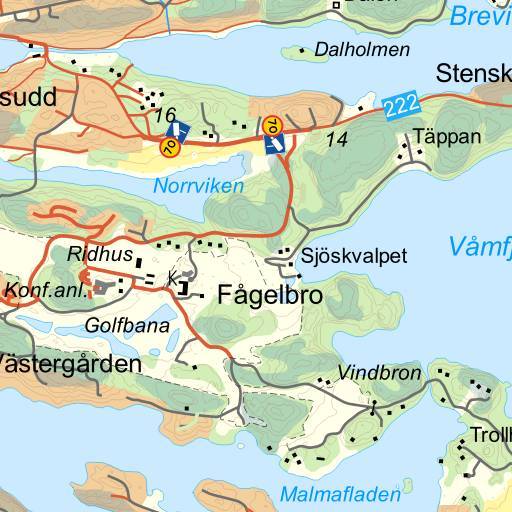 Brevi
Dalholmen
Stensk
sudd
16
222
70
70
14
Täppan
Norrviken
Ridhus
Sjöskvalpet
Våmfj
K
Konf.anl.
Fågelbro
Golfbana
Västergården
Vindbron
Trollh
Malmafladen